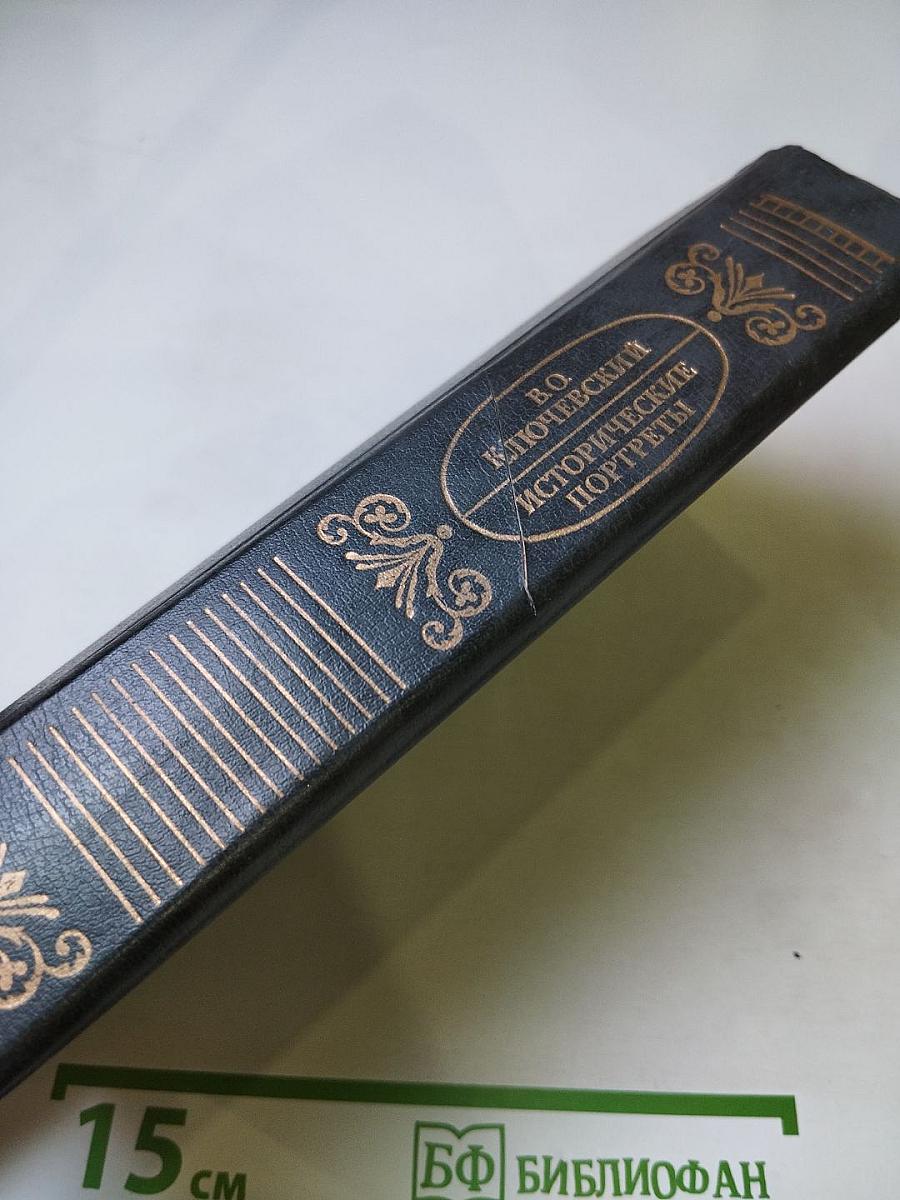 В.О.
КЛЮЧЕВСКИЙ
ИСТОРИЧЕСКИЕ
ПОРТРЕТЫ
15 см
БФ БИБЛИОФАН